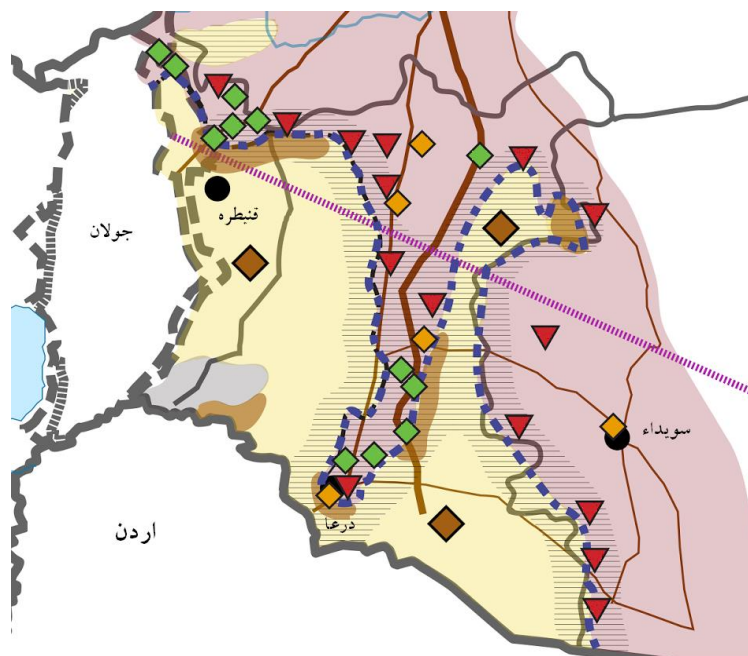 قنیطره
جولان
سویداء
درعا
اردن